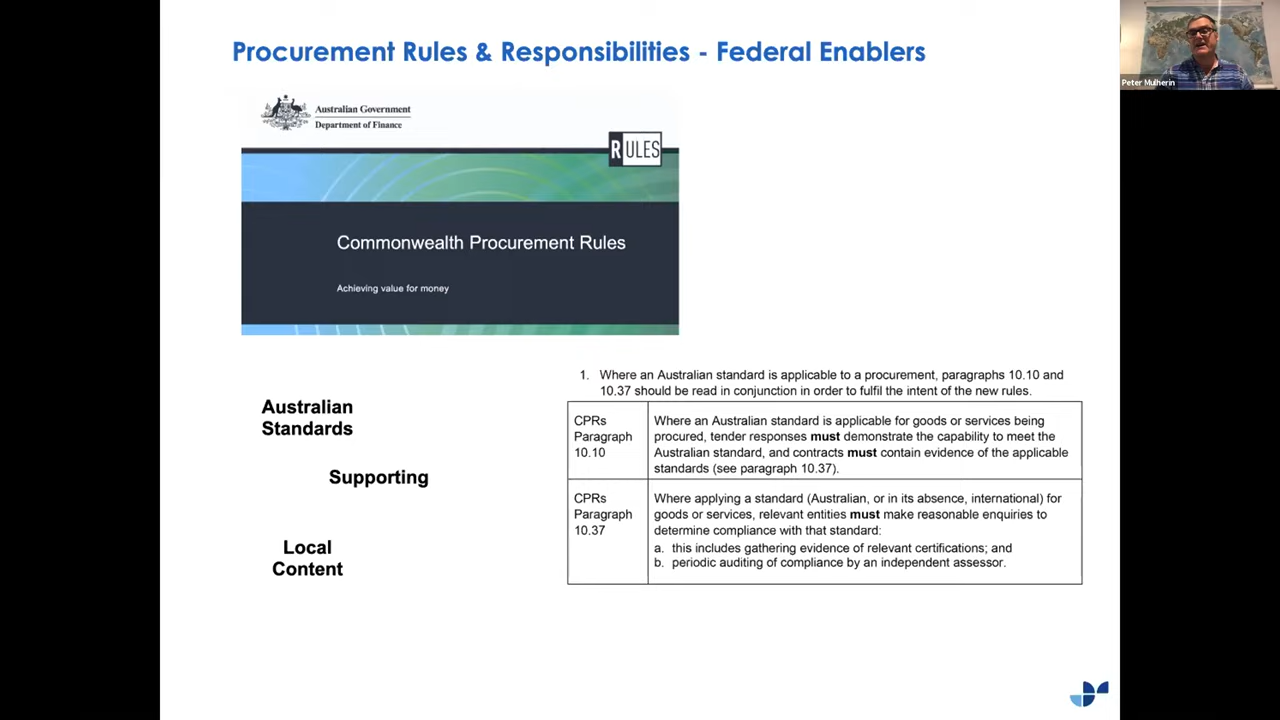 Procurement Rules & Responsibilities - Federal Enablers
Peter Mulherin
Australian Government
Department of Finance
RULES
Commonwealth Procurement Rules
Achieving value for money
Australian
Standards
Supporting
Local
Content
1. Where an Australian standard is applicable to a procurement, paragraphs 10.10 and
10.37 should be read in conjunction in order to fulfil the intent of the new rules.
CPRs
Paragraph
10.10
Where an Australian standard is applicable for goods or services being
procured, tender responses must demonstrate the capability to meet the
Australian standard, and contracts must contain evidence of the applicable
standards (see paragraph 10.37).
CPRs
Paragraph
10.37
Where applying a standard (Australian, or in its absence, international) for
goods or services, relevant entities must make reasonable enquiries to
determine compliance with that standard:
a. this includes gathering evidence of relevant certifications; and
b. periodic auditing of compliance by an independent assessor.